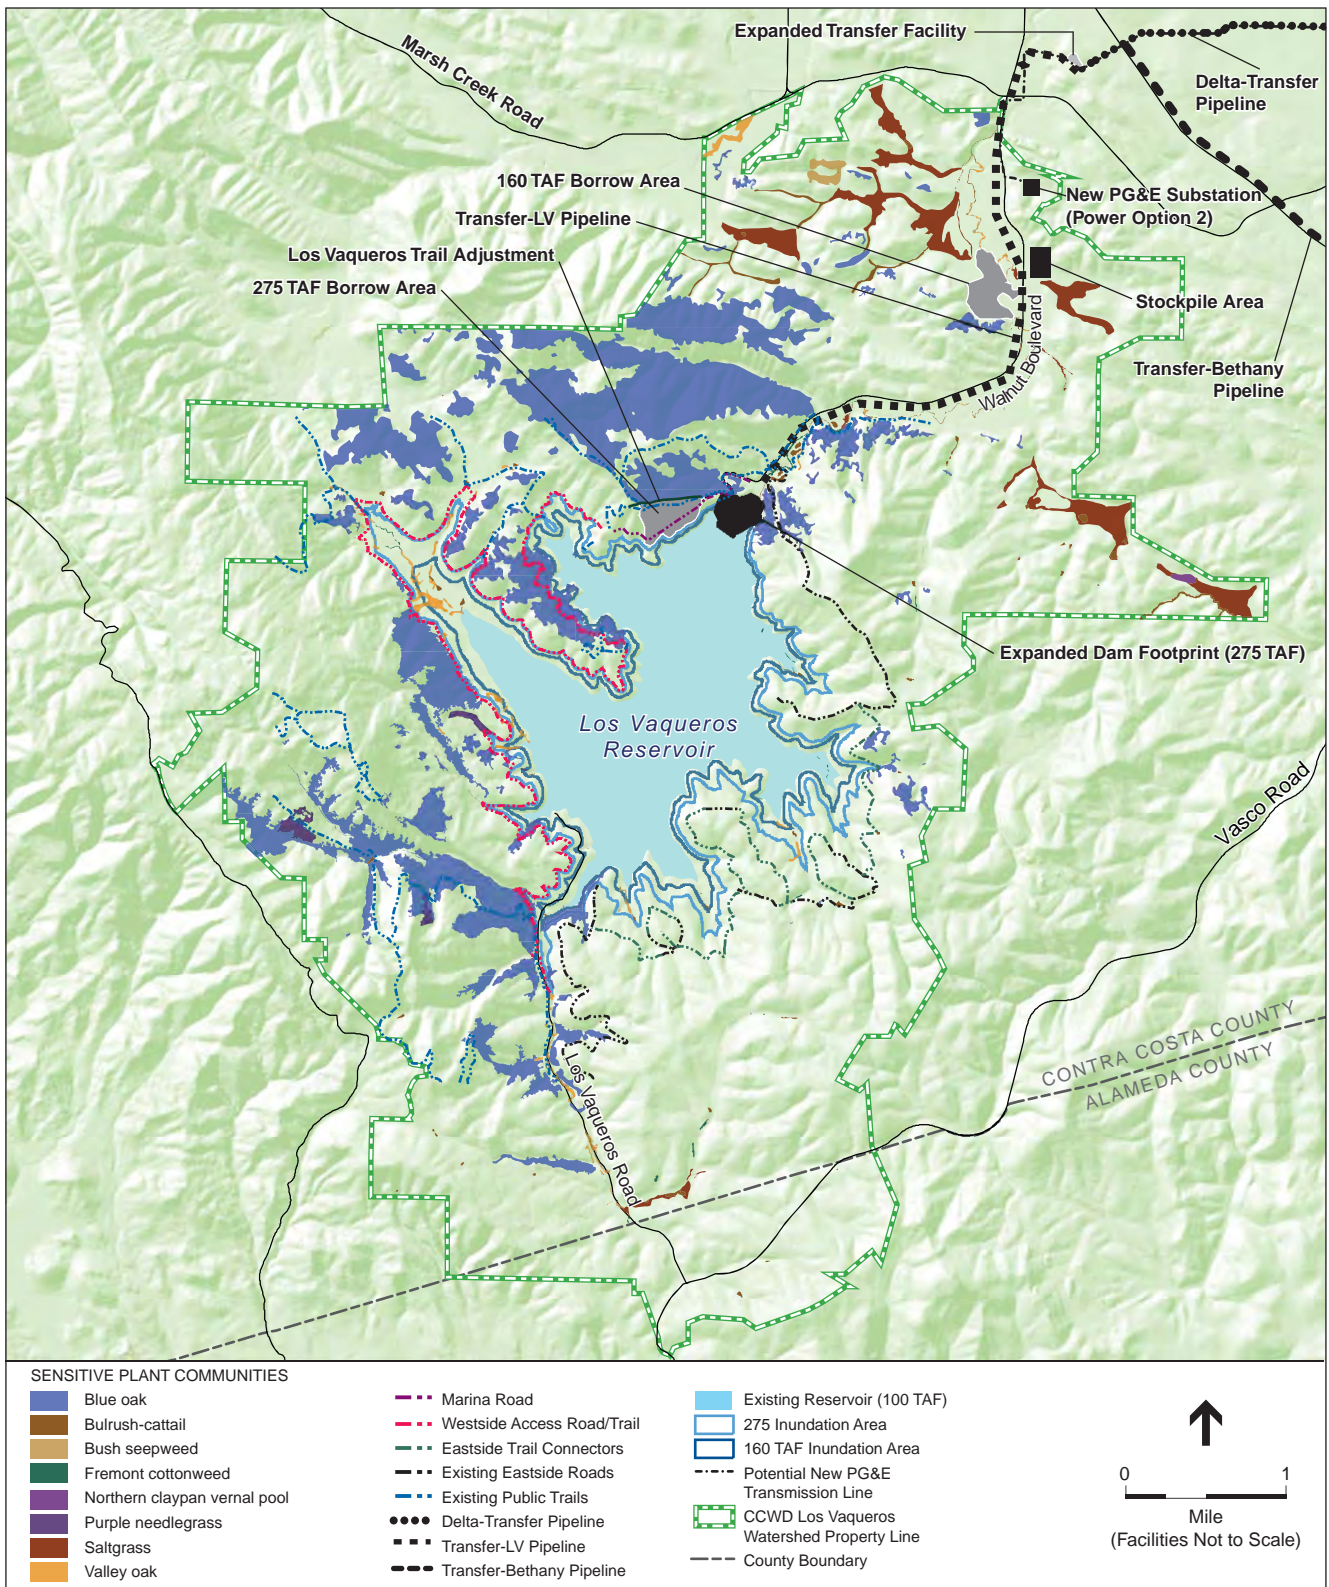 Expanded Transfer Facility
Marsh Creek Road
Delta-Transfer
Pipeline
160 TAF Borrow Area
New PG&E Substation
(Power Option 2)
Transfer-LV Pipeline
Los Vaqueros Trail Adjustment
275 TAF Borrow Area
Stockpile Area
Walnut Boulevard
Transfer-Bethany
Pipeline
Expanded Dam Footprint (275 TAF)
Los Vaqueros
Reservoir
Vasco Road
CONTRA COSTA COUNTY
ALAMEDA COUNTY
Los Vaqueros Road
SENSITIVE PLANT COMMUNITIES
Blue oak
Bulrush-cattail
Bush seepweed
Fremont cottonweed
Northern claypan vernal pool
Purple needlegrass
Saltgrass
Valley oak
Marina Road
Westside Access Road/Trail
Eastside Trail Connectors
Existing Eastside Roads
Existing Public Trails
Delta-Transfer Pipeline
Transfer-LV Pipeline
Transfer-Bethany Pipeline
Existing Reservoir (100 TAF)
275 Inundation Area
160 TAF Inundation Area
Potential New PG&E
Transmission Line
CCWD Los Vaqueros
Watershed Property Line
County Boundary
0 1
Mile
(Facilities Not to Scale)